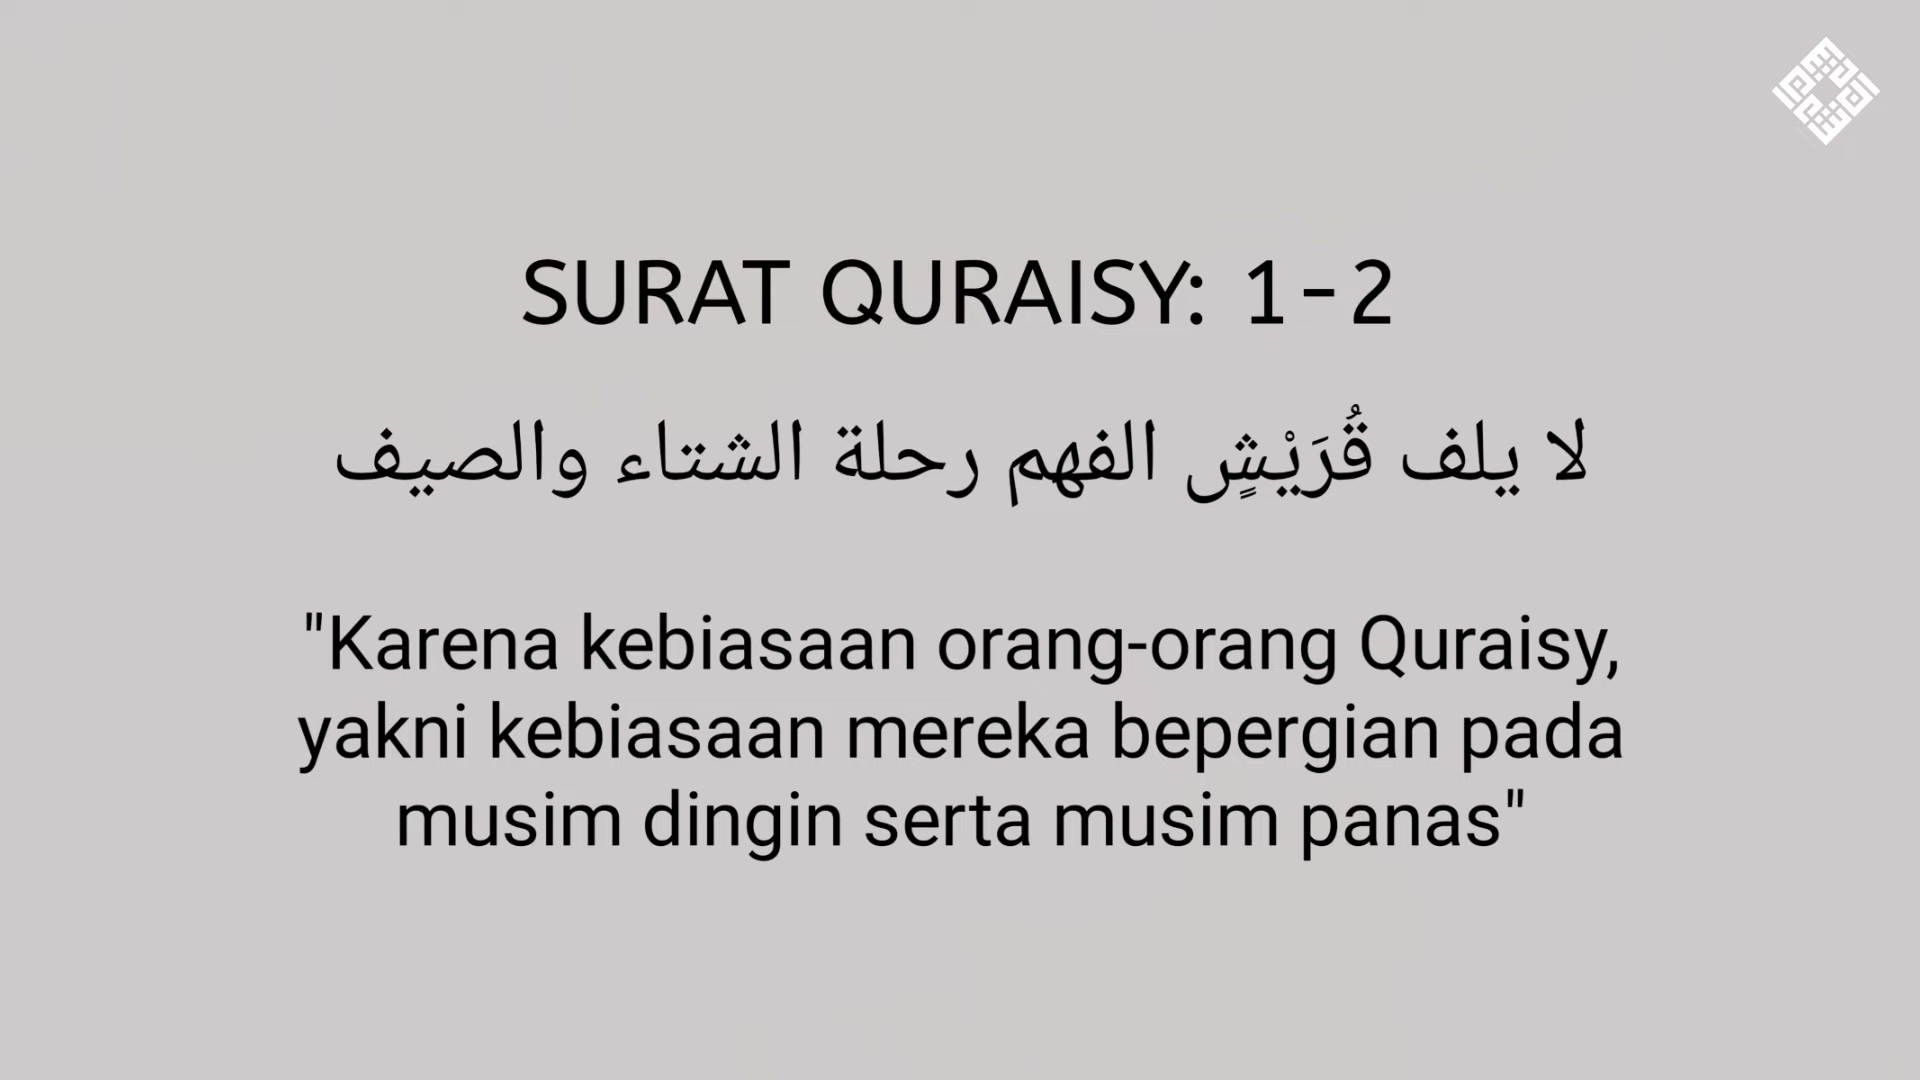 SURAT QURAISY: 1-2
لا يلف قُرَيْشٍ الفهم رحلة الشتاء والصيف
"Karena kebiasaan orang-orang Quraisy,
yakni kebiasaan mereka bepergian pada
musim dingin serta musim panas"